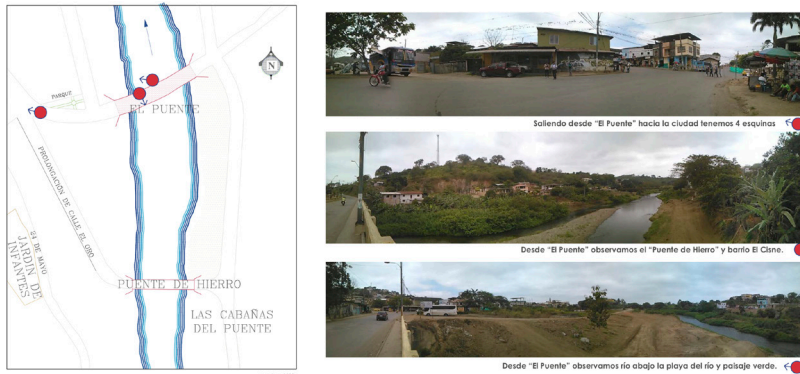 N
PARQUE
EL PUENTE
PROLONGACIÓN DE CALLE EL ORO
24 DE MAYO
JARDIN DE
INFANTES
PUENTE DE HIERRO
LAS CABAÑAS
DEL PUENTE
Saliendo desde "El Puente" hacia la ciudad tenemos 4 esquinas
Desde "El Puente" observamos el "Puente de Hierro" y barrio El Cisne.
Desde "El Puente" observamos río abajo la playa del río y paisaje verde.